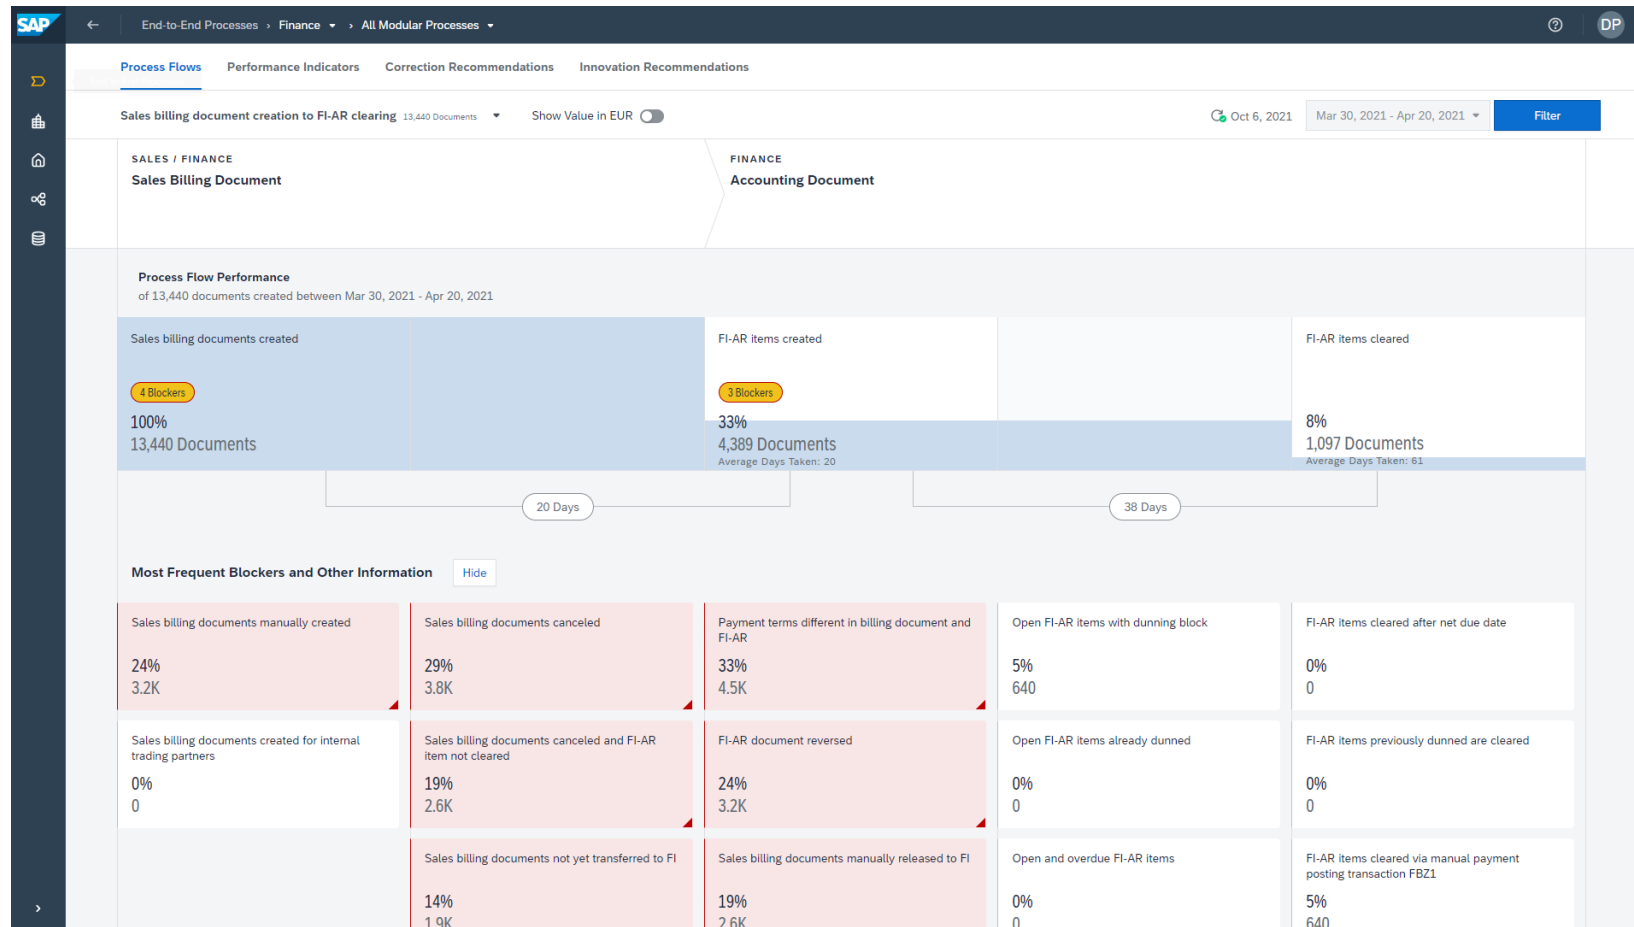 SAP
End-to-End Processes › Finance › All Modular Processes
DP
Process Flows Performance Indicators Correction Recommendations Innovation Recommendations
Sales billing document creation to FI-AR clearing 13,440 Documents Show Value in EUR Oct 6, 2021 Mar 30, 2021 - Apr 20, 2021 Filter
SALES / FINANCE
Sales Billing Document
FINANCE
Accounting Document
Process Flow Performance
of 13,440 documents created between Mar 30, 2021 - Apr 20, 2021
Sales billing documents created
4 Blockers
100%
13,440 Documents
FI-AR items created
3 Blockers
33%
4,389 Documents
Average Days Taken: 20
FI-AR items cleared
8%
1,097 Documents
Average Days Taken: 61
20 Days
38 Days
Most Frequent Blockers and Other Information Hide
Sales billing documents manually created
24%
3.2K
Sales billing documents canceled
29%
3.8K
Payment terms different in billing document and
FI-AR
33%
4.5K
Open FI-AR items with dunning block
5%
640
FI-AR items cleared after net due date
0%
0
Sales billing documents created for internal
trading partners
0%
0
Sales billing documents canceled and FI-AR
item not cleared
19%
2.6K
FI-AR document reversed
24%
3.2K
Open FI-AR items already dunned
0%
0
FI-AR items previously dunned are cleared
0%
0
Sales billing documents not yet transferred to FI
14%
1.9K
Sales billing documents manually released to FI
19%
2.6K
Open and overdue FI-AR items
0%
0
FI-AR items cleared via manual payment
posting transaction FBZ1
5%
640